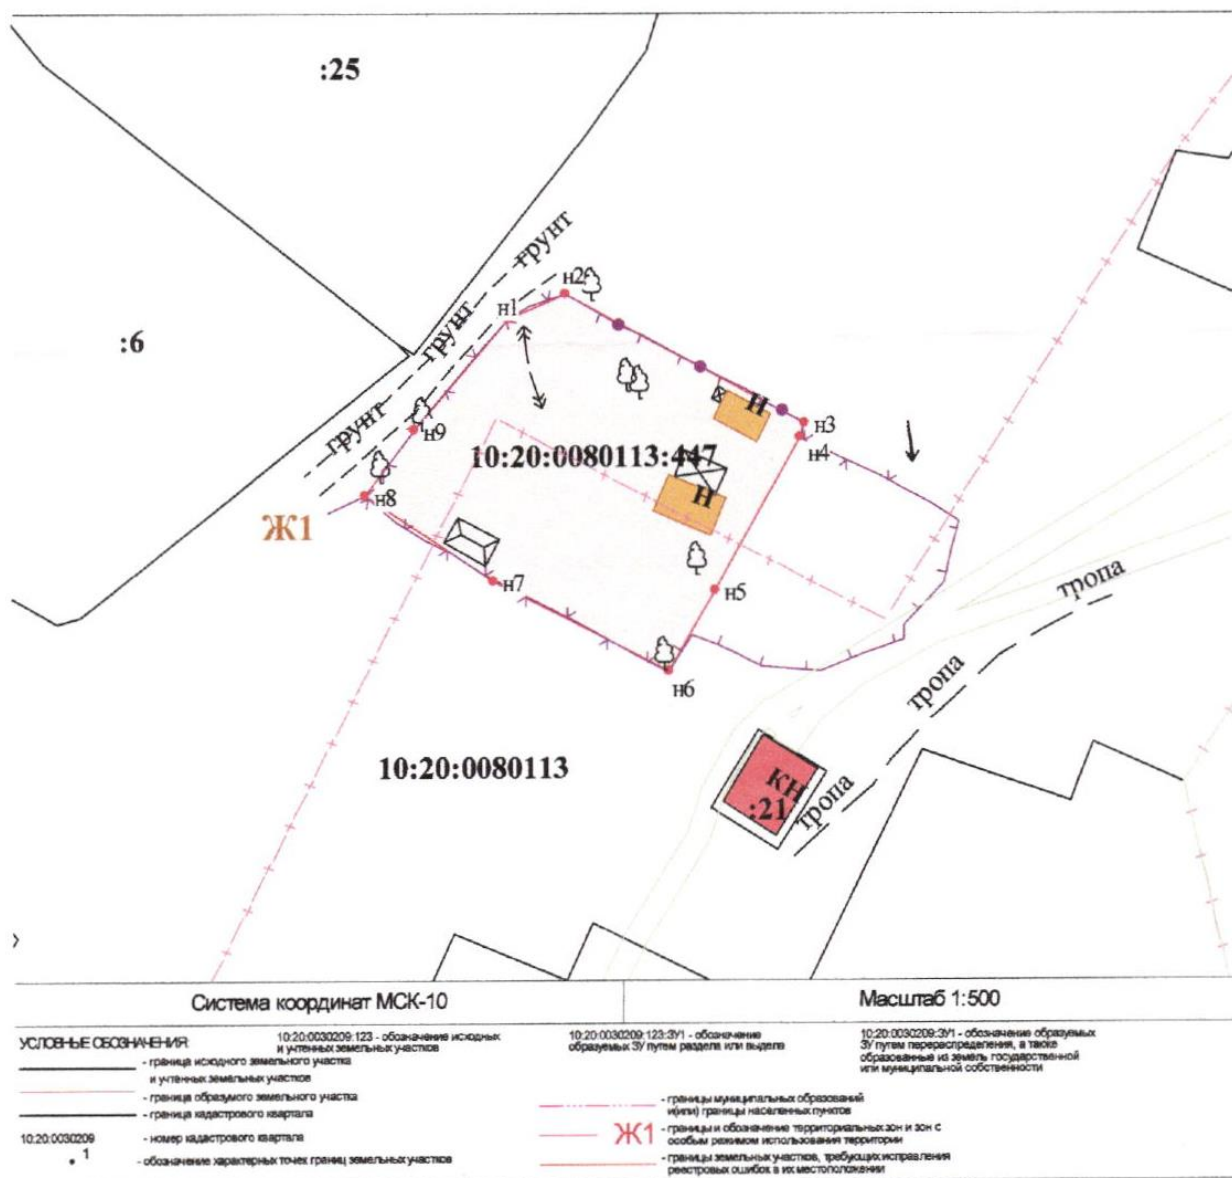 :25
грунт
н2
н1
грунт
:6
Н
н3
н4
грунт
н9
10:20:0080113:447
Н
н8
Ж1
н7
н5
тропа
тропа
н6
10:20:0080113
КН
:21
тропа
Система координат МСК-10
Масштаб 1:500
УСЛОВНЫЕ ОБОЗНАЧЕНИЯ:
- граница исходного земельного участка
и учтенных земельных участков
- граница образумого земельного участка
- граница кадастрового квартала
10:20:0030209 - номер кадастрового квартала
1 - обозначение характерных точек границ земельных участков
10:20:0030209:123 - обозначение исходных
и учтенных земельных участков
10:20:0030209:123:ЗУ1 - обозначение
образуемых ЗУ путем раздела или выдела
10:20:0030209:ЗУ1 - обозначение образуемых
ЗУ путем перераспределения, а также
образованные из земель государственной
или муниципальной собственности
- границы муниципальных образований
и(или) границы населенных пунктов
Ж1 - границы и обозначение территориальных зон и зон с
особым режимом использования территории
- границы земельных участков, требующих исправления
реестровых ошибок в их местоположении